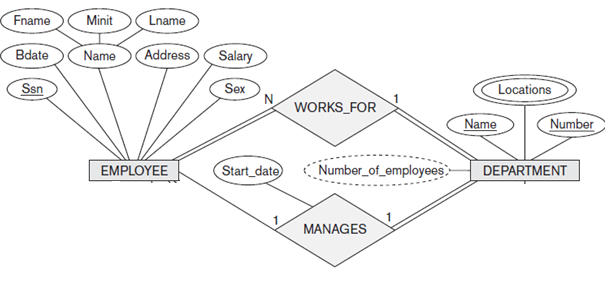 Fname Minit Lname
Bdate Name Address Salary
Ssn Sex
Locations
Name Number
N WORKS_FOR 1
EMPLOYEE
Start_date
Number_of_employees
DEPARTMENT
1 MANAGES 1